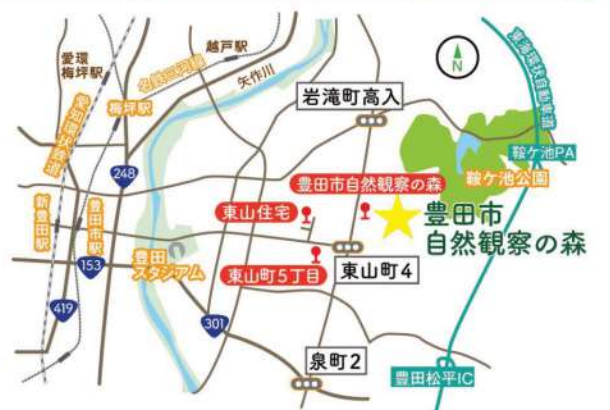 愛環
梅坪駅
越戸駅
名鉄三河線
矢作川
N
東海環状自動車道
岩滝町高入
梅坪駅
愛知環状鉄道
248
鞍ケ池PA
鞍ケ池公園
豊田市自然観察の森
新豊田駅
豊田市駅
東山住宅
豊田市
自然観察の森
153
豊田
スタジアム
東山町5丁目
東山町4
419
301
泉町2
豊田松平IC